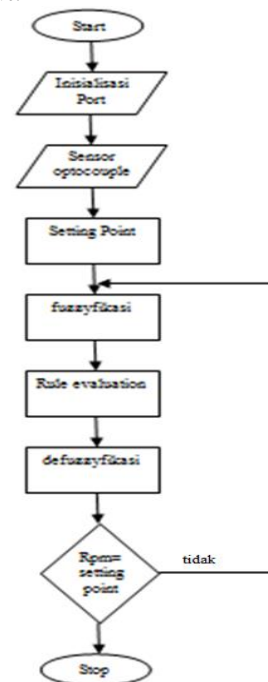 Start
Inisialisasi
Port
Sensor
optocouple
Setting Point
fuzzyfikasi
Rule evaluation
defuzzyfikasi
Rpm=
setting
point
tidak
Stop